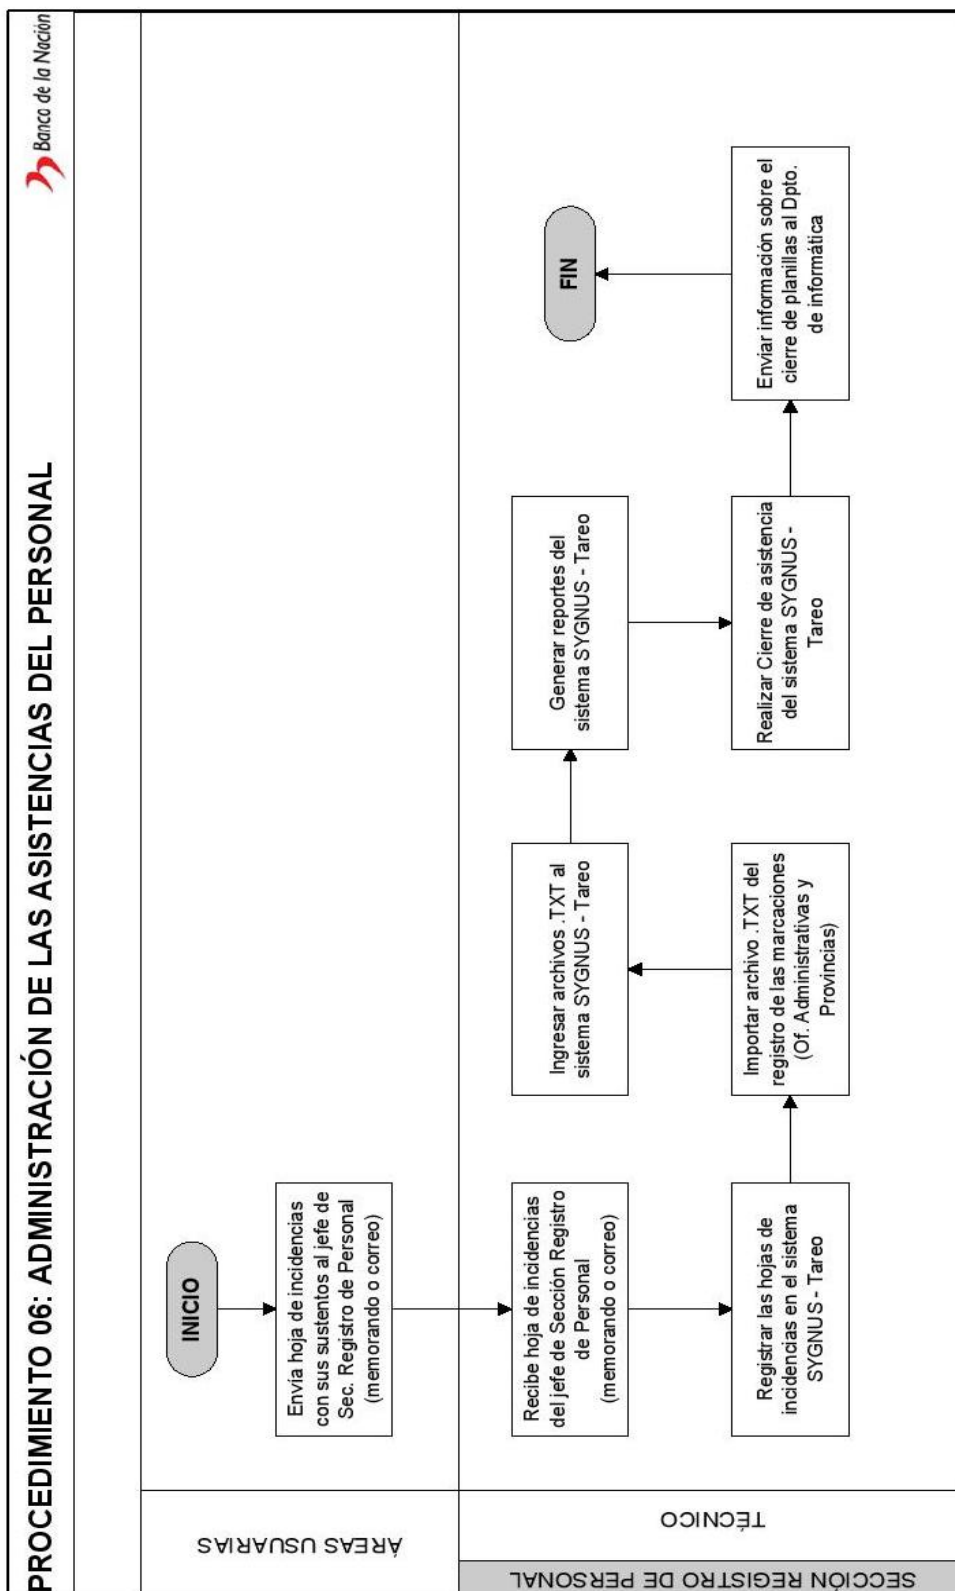 PROCEDIMIENTO 06: ADMINISTRACIÓN DE LAS ASISTENCIAS DEL PERSONAL
Banco de la Nación
ÁREAS USUARIAS
INICIO
Envía hoja de incidencias
con sus sustentos al jefe de
Sec. Registro de Personal
(memorando o correo)
SECCIÓN REGISTRO DE PERSONAL
TÉCNICO
Recibe hoja de incidencias
del jefe de Sección Registro
de Personal
(memorando o correo)
Registrar las hojas de
incidencias en el sistema
SYGNUS - Tareo
Importar archivo .TXT del
registro de las marcaciones
(Of. Administrativas y
Provincias)
Ingresar archivos .TXT al
sistema SYGNUS - Tareo
Generar reportes del
sistema SYGNUS - Tareo
Realizar Cierre de asistencia
del sistema SYGNUS -
Tareo
Enviar información sobre el
cierre de planillas al Dpto.
de informática
FIN